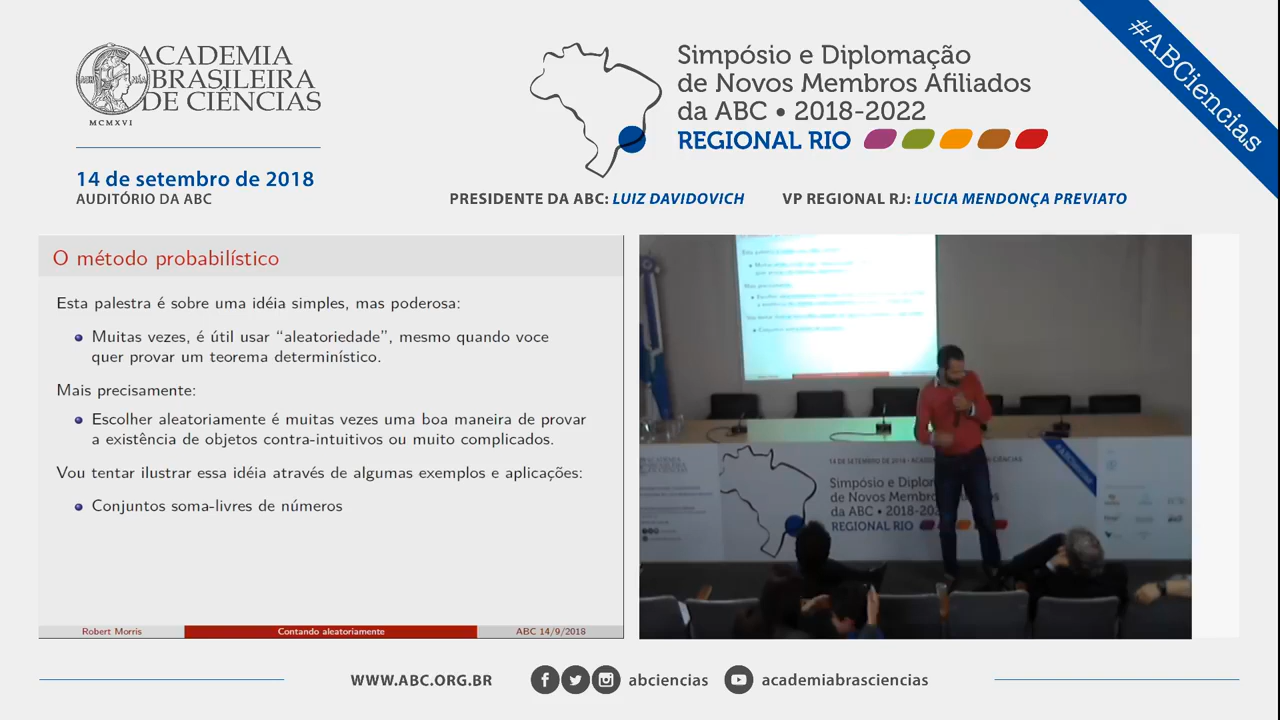 ACADEMIA
BRASILEIRA
DE CIÊNCIAS
MCMXVI
14 de setembro de 2018
AUDITÓRIO DA ABC
Simpósio e Diplomação
de Novos Membros Afiliados
da ABC • 2018-2022
REGIONAL RIO
#ABCiencias
PRESIDENTE DA ABC: LUIZ DAVIDOVICH
VP REGIONAL RJ: LUCIA MENDONÇA PREVIATO
O método probabilístico
Esta palestra é sobre uma idéia simples, mas poderosa:
Muitas vezes, é útil usar “aleatoriedade”, mesmo quando voce
quer provar um teorema determinístico.
Mais precisamente:
Escolher aleatoriamente é muitas vezes uma boa maneira de provar
a existência de objetos contra-intuitivos ou muito complicados.
Vou tentar ilustrar essa idéia através de algumas exemplos e aplicações:
Conjuntos soma-livres de números
Robert Morris
Contando aleatoriamente
ABC 14/9/2018
Simpósio e Diplom
de Novos Membr
da ABC • 2018-20
REGIONAL RIO
WWW.ABC.ORG.BR
abciencias
academiabrasciencias